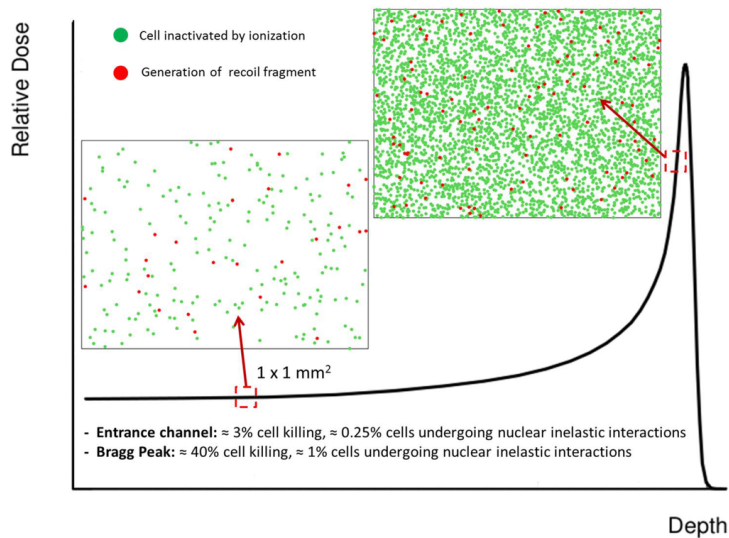 Relative Dose
Cell inactivated by ionization
Generation of recoil fragment
1 x 1 mm²
- Entrance channel: ≈ 3% cell killing, ≈ 0.25% cells undergoing nuclear inelastic interactions
- Bragg Peak: ≈ 40% cell killing, ≈ 1% cells undergoing nuclear inelastic interactions
Depth